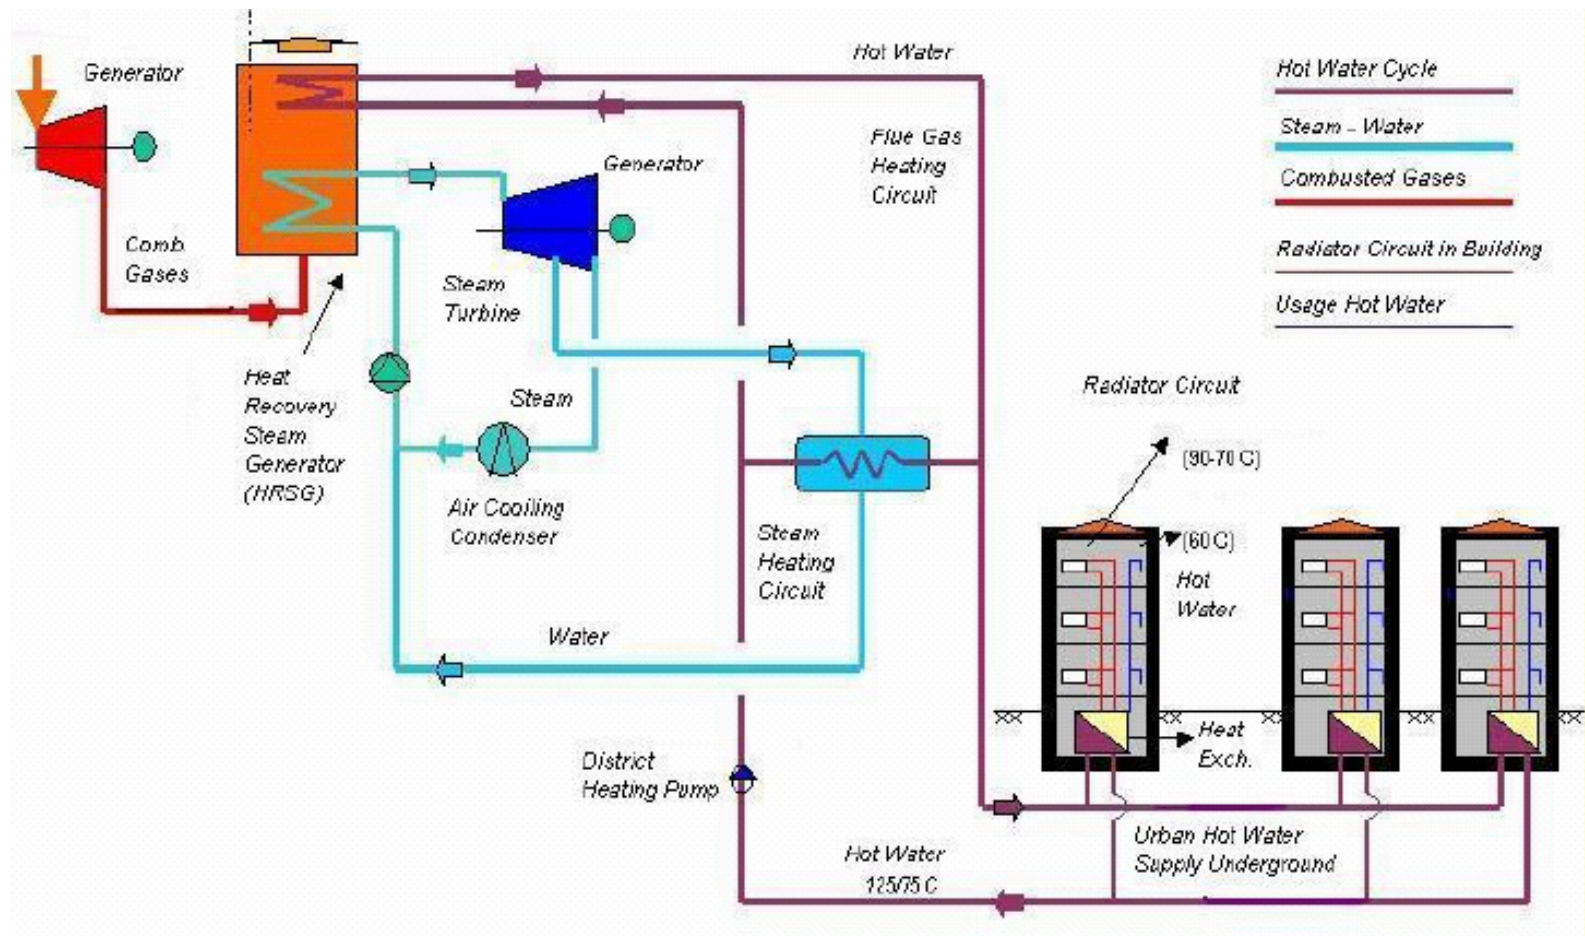 Generator
Hot Water
Hot Water Cycle
Steam - Water
Combusted Gases
Radiator Circuit in Building
Usage Hot Water
Flue Gas
Heating
Circuit
Generator
Comb.
Gases
Steam
Turbine
Heat
Recovery
Steam
Generator
(HRSG)
Steam
Air Cooiling
Condenser
Radiator Circuit
(90-70 C)
(60 C)
Hot
Water
Steam
Heating
Circuit
Water
Heat
Exch.
District
Heating Pump
Urban Hot Water
Supply Underground
Hot Water
125/75 C